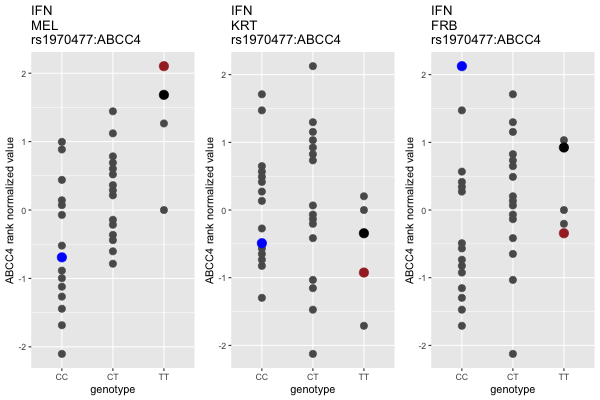 IFN
MEL
rs1970477:ABCC4
ABCC4 rank normalized value
2
1
0
-1
-2
CC CT TT
genotype
IFN
KRT
rs1970477:ABCC4
ABCC4 rank normalized value
2
1
0
-1
-2
CC CT TT
genotype
IFN
FRB
rs1970477:ABCC4
ABCC4 rank normalized value
2
1
0
-1
-2
CC CT TT
genotype